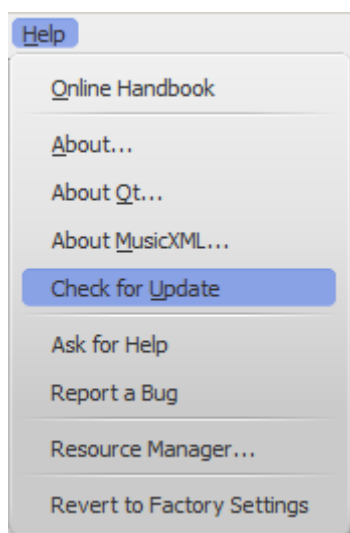 Help
Online Handbook
About...
About Qt...
About MusicXML...
Check for Update
Ask for Help
Report a Bug
Resource Manager...
Revert to Factory Settings